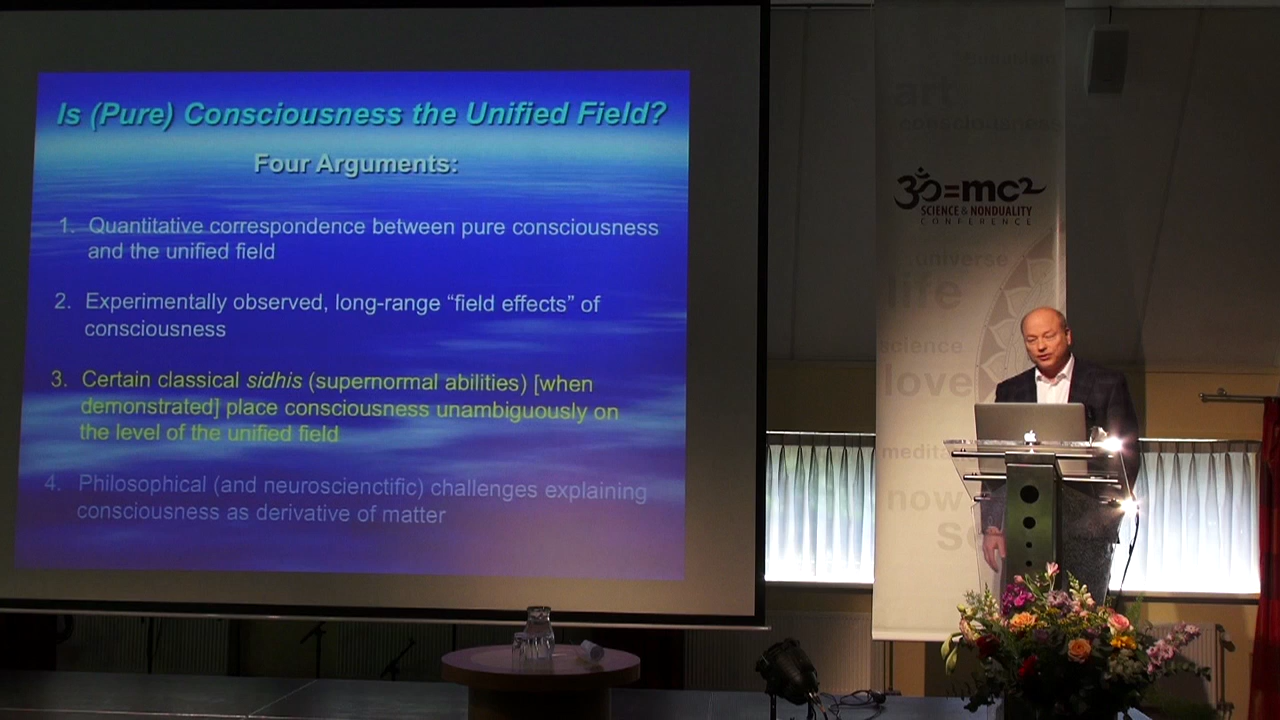 Is (Pure) Consciousness the Unified Field?
Four Arguments:
1. Quantitative correspondence between pure consciousness
and the unified field
2. Experimentally observed, long-range “field effects” of
consciousness
3. Certain classical sidhis (supernormal abilities) [when
demonstrated] place consciousness unambiguously on
the level of the unified field
4. Philosophical (and neuroscienctific) challenges explaining
consciousness as derivative of matter
art
consciousness
ॐ=mc²
SCIENCE & NONDUALITY
CONFERENCE
universe
life
science
love
now